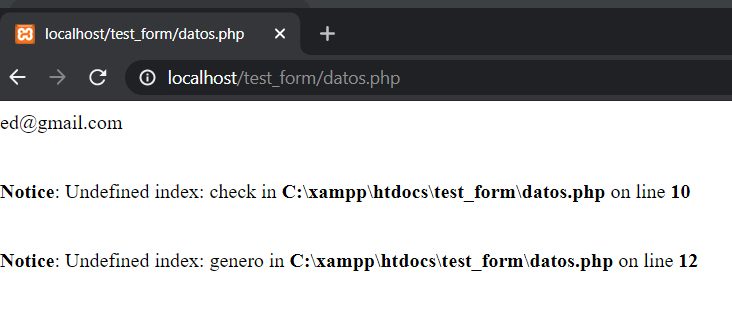 localhost/test_form/datos.php
localhost/test_form/datos.php
ed@gmail.com
Notice: Undefined index: check in C:\xampp\htdocs\test_form\datos.php on line 10
Notice: Undefined index: genero in C:\xampp\htdocs\test_form\datos.php on line 12